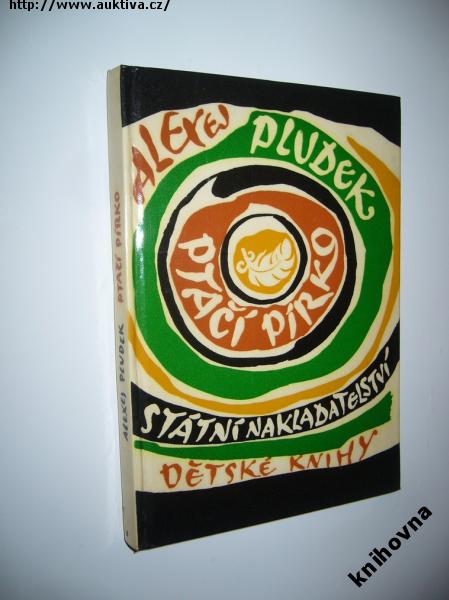 http://www.auktiva.cz/
ALEXEJ PLUDEK
PTAČÍ PÍRKO
STÁTNÍ NAKLADATELSTVÍ
DĚTSKÉ KNIHY
ALEXEJ PLUDEK PTAČÍ PÍRKO
knihovna